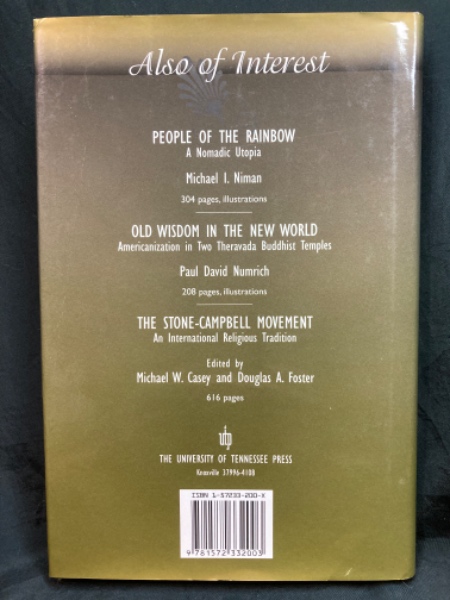 Also of Interest
PEOPLE OF THE RAINBOW
A Nomadic Utopia
Michael I. Niman
304 pages, illustrations
OLD WISDOM IN THE NEW WORLD
Americanization in Two Theravada Buddhist Temples
Paul David Numrich
208 pages, illustrations
THE STONE-CAMPBELL MOVEMENT
An International Religious Tradition
Edited by
Michael W. Casey and Douglas A. Foster
616 pages
utp
THE UNIVERSITY OF TENNESSEE PRESS
Knoxville 37996-4108
ISBN 1-57233-200-X
9 781572 332003